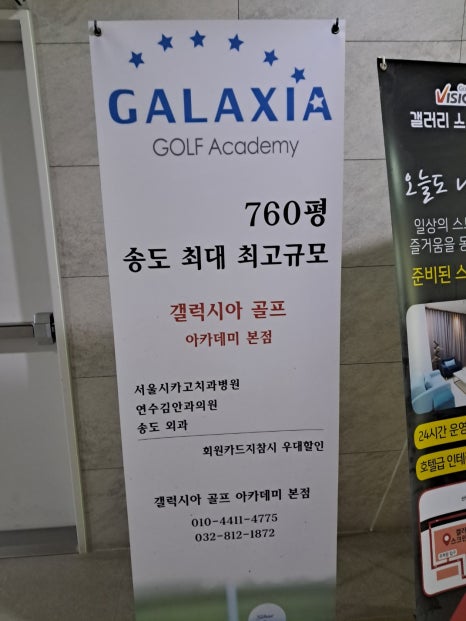 GALAXIA
GOLF Academy
760평
송도 최대 최고규모
갤럭시아 골프
아카데미 본점
서울시카고치과병원
연수김안과의원
송도 외과
회원카드지참시 우대할인
갤럭시아 골프 아카데미 본점
010-4411-4775
032-812-1872
갤러리 스
오늘도
일상의 스
즐거움을 동
준비된 스
24시간 운영
호텔급 인테